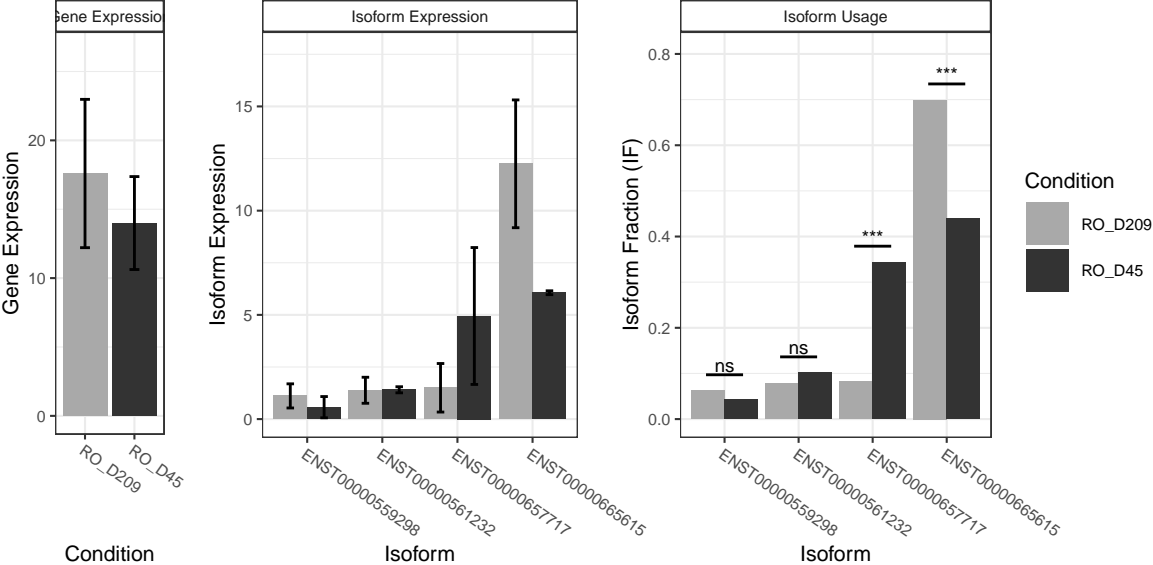 Gene Expression
Isoform Expression
Isoform Usage
Gene Expression
20
10
0
RO_D209
RO_D45
Condition
Isoform Expression
15
10
5
0
ENST00000559298
ENST00000561232
ENST00000657717
ENST00000665615
Isoform
Isoform Fraction (IF)
0.8
0.6
0.4
0.2
0.0
ns
ns
***
***
ENST00000559298
ENST00000561232
ENST00000657717
ENST00000665615
Isoform
Condition
RO_D209
RO_D45